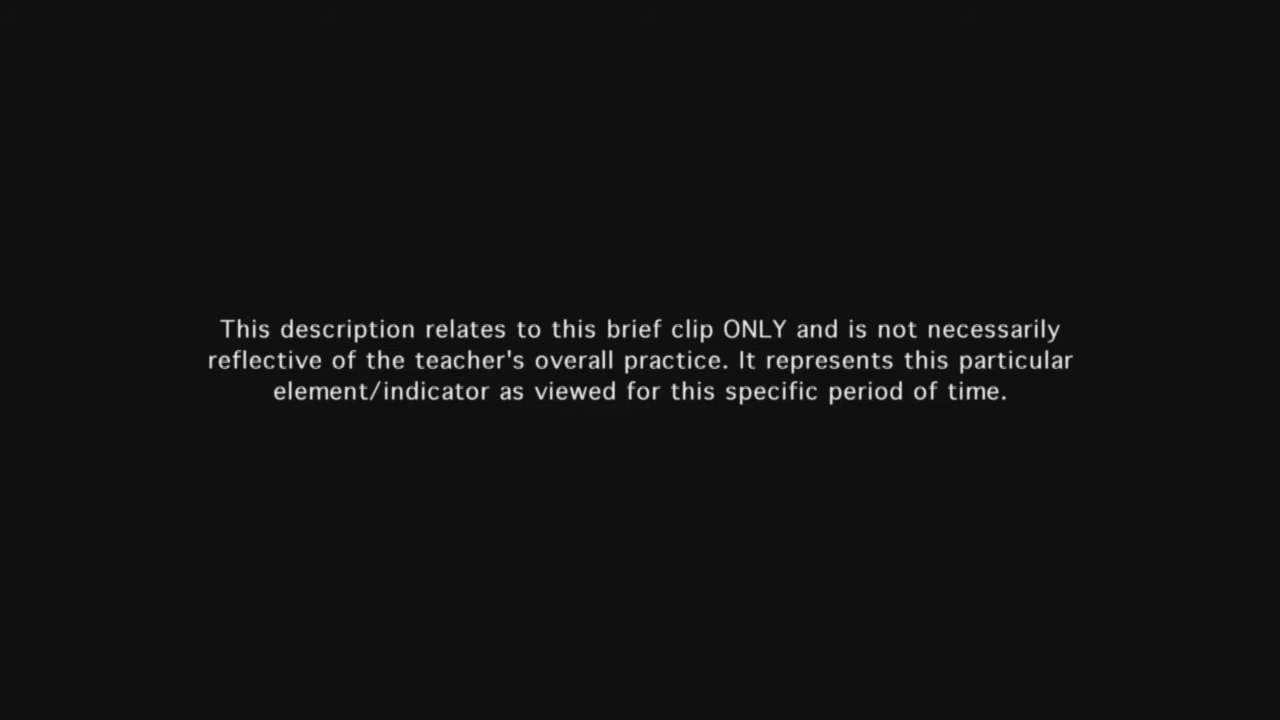 This description relates to this brief clip ONLY and is not necessarily
reflective of the teacher's overall practice. It represents this particular
element/indicator as viewed for this specific period of time.